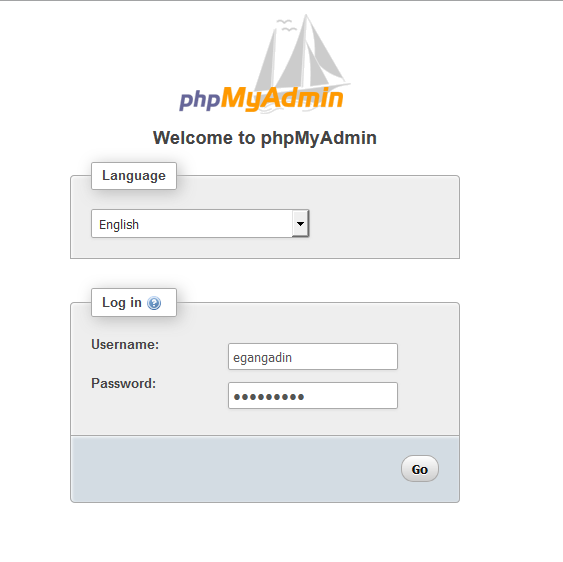 phpMyAdmin
Welcome to phpMyAdmin
Language
English
Log in
Username:
egangadin
Password:
●●●●●●●●●
Go